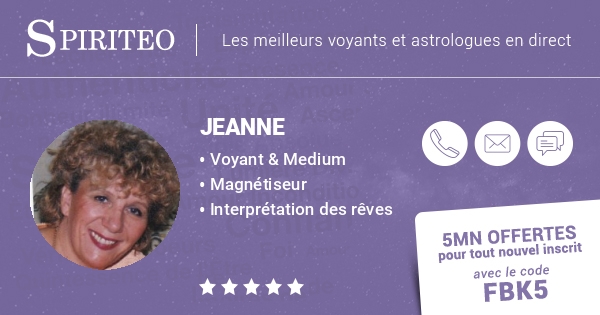 SPIRITEO
Les meilleurs voyants et astrologues en direct
JEANNE
• Voyant & Medium
• Magnétiseur
• Interprétation des rêves
5MN OFFERTES
pour tout nouvel inscrit
avec le code
FBK5